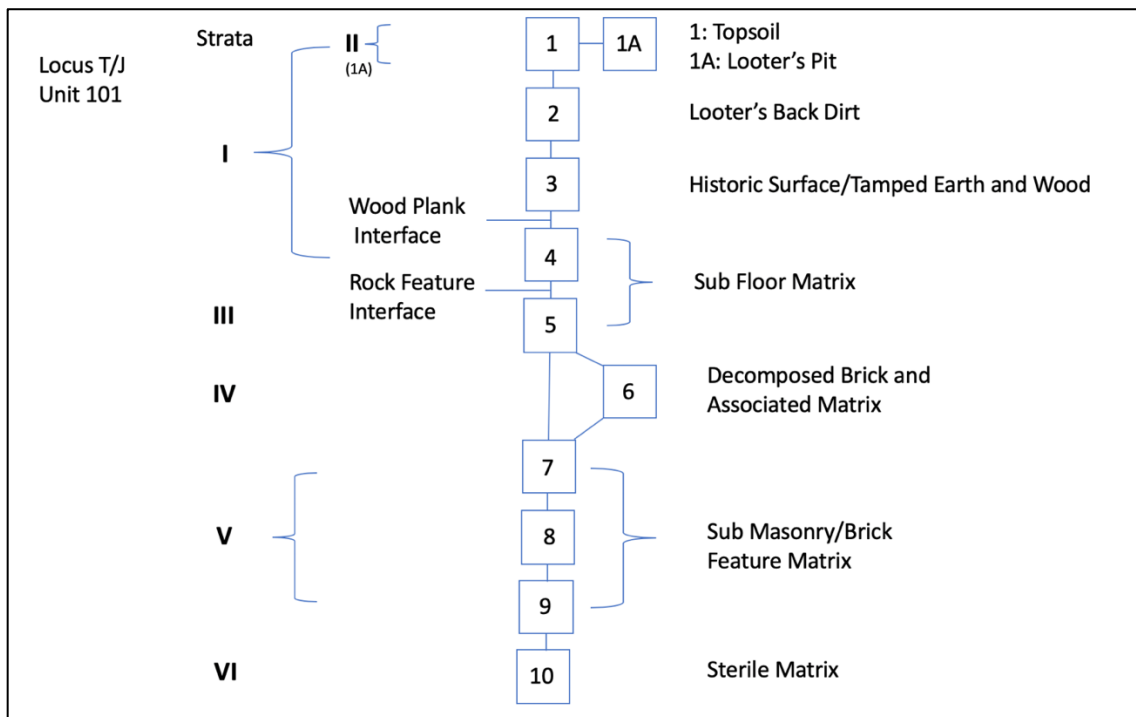 Strata
II
(1A)
1
1A
1: Topsoil
1A: Looter's Pit
Locus T/J
Unit 101
2
Looter's Back Dirt
I
3
Historic Surface/Tamped Earth and Wood
Wood Plank
Interface
4
Sub Floor Matrix
Rock Feature
Interface
III
5
IV
6
Decomposed Brick and
Associated Matrix
7
V
8
Sub Masonry/Brick
Feature Matrix
9
VI
10
Sterile Matrix